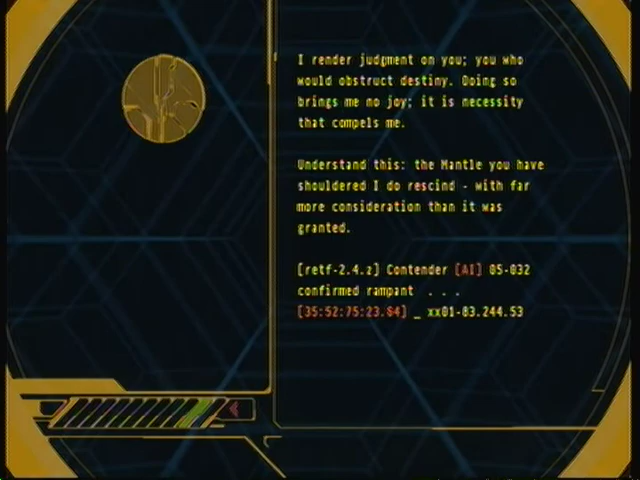 I render judgment on you; you who
would obstruct destiny. Doing so
brings me no joy; it is necessity
that compels me.
Understand this: the Mantle you have
shouldered I do rescind - with far
more consideration than it was
granted.
[retf-2.4.z] Contender [AI] 05-032
confirmed rampant . . .
[35:52:75:23.64] _ xx01-83.244.53